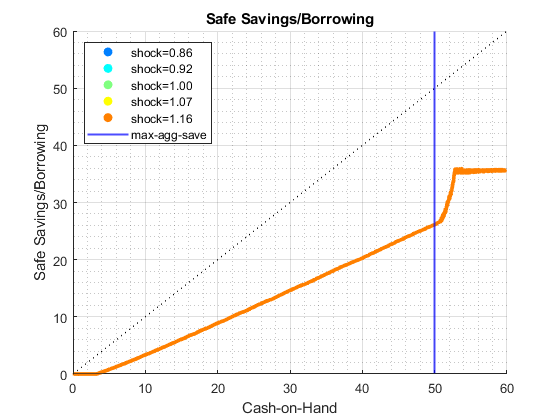 Safe Savings/Borrowing
60
50
40
30
20
10
0
Safe Savings/Borrowing
shock=0.86
shock=0.92
shock=1.00
shock=1.07
shock=1.16
max-agg-save
0 10 20 30 40 50 60
Cash-on-Hand